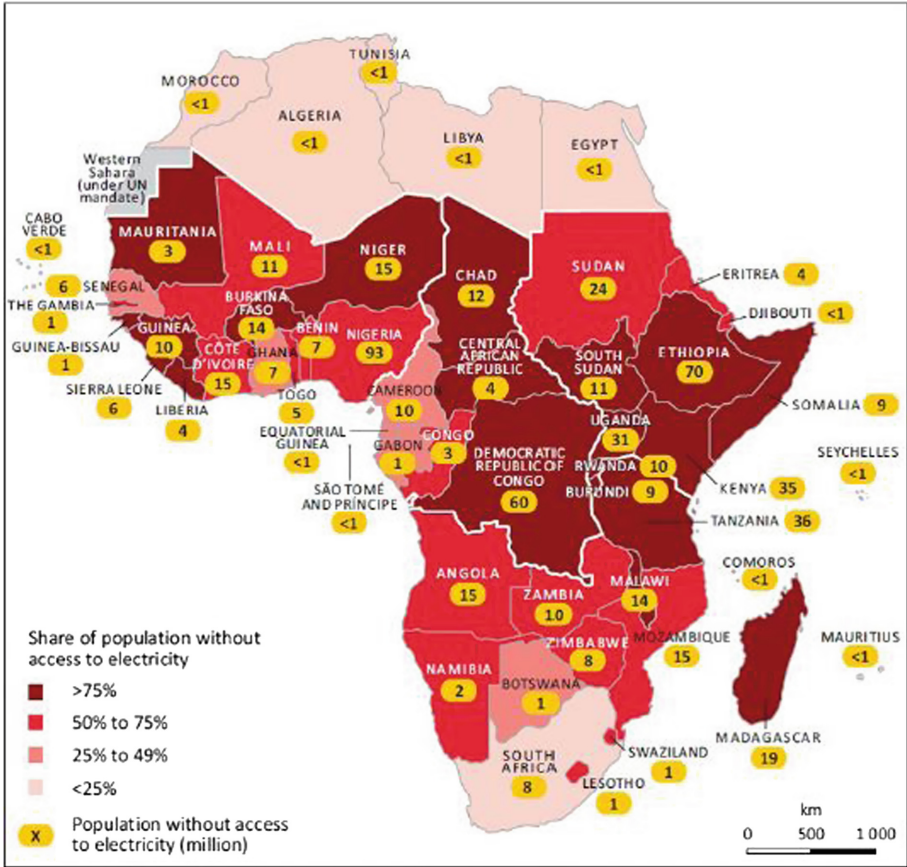 TUNISIA
<1
MOROCCO
<1
ALGERIA
<1
LIBYA
<1
EGYPT
<1
Western
Sahara
(under UN
mandate)
CABO
VERDE
<1
MAURITANIA
3
MALI
11
NIGER
15
CHAD
12
SUDAN
24
ERITREA 4
DJIBOUTI <1
6 SENEGAL
THE GAMBIA
1
GUINEA-BISSAU
1
GUINEA
10
SIERRA LEONE
6
LIBERIA
4
BURKINA
FASO
14
CÔTE
D'IVOIRE
15
GHANA
7
TOGO
5
BENIN
7
NIGERIA
93
CAMEROON
10
CENTRAL
AFRICAN
REPUBLIC
4
SOUTH
SUDAN
11
ETHIOPIA
70
SOMALIA 9
EQUATORIAL
GUINEA
<1
GABON
1
CONGO
3
SÃO TOMÉ
AND PRÍNCIPE
<1
DEMOCRATIC
REPUBLIC OF
CONGO
60
UGANDA
31
RWANDA 10
BURUNDI 9
KENYA 35
TANZANIA 36
SEYCHELLES
<1
COMOROS
<1
ANGOLA
15
ZAMBIA
10
MALAWI
14
MOZAMBIQUE
15
ZIMBABWE
8
NAMIBIA
2
BOTSWANA
1
SOUTH
AFRICA
8
SWAZILAND
1
LESOTHO
1
MADAGASCAR
19
MAURITIUS
<1
Share of population without
access to electricity
>75%
50% to 75%
25% to 49%
<25%
X Population without access
to electricity (million)
km
0 500 1 000